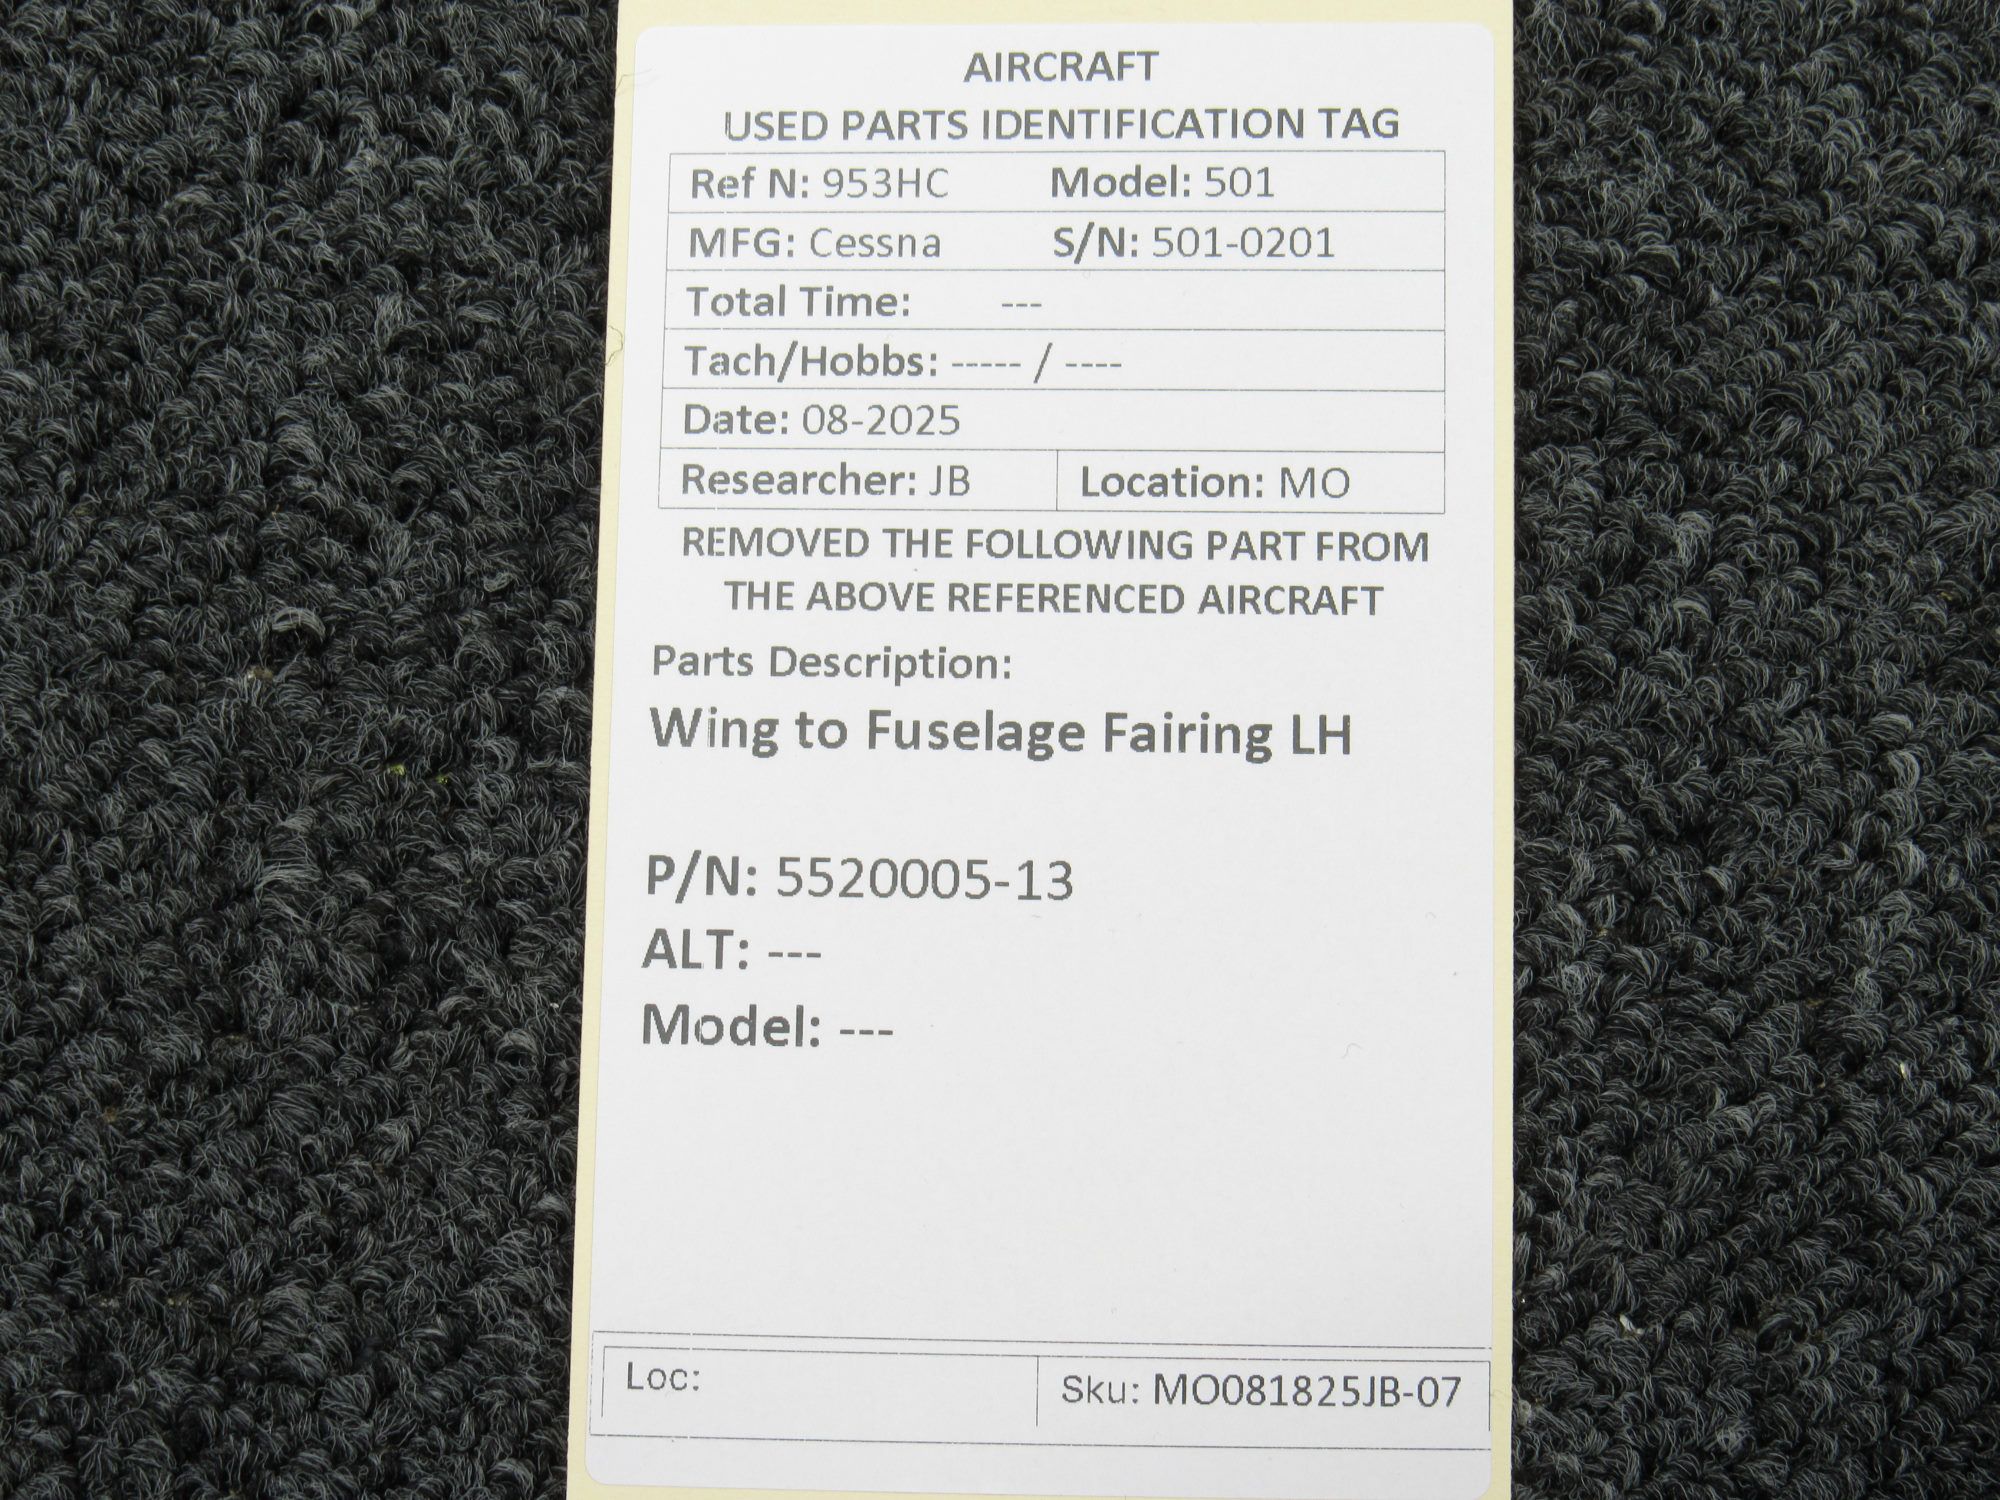 AIRCRAFT
USED PARTS IDENTIFICATION TAG
Ref N: 953HC Model: 501
MFG: Cessna S/N: 501-0201
Total Time: ---
Tach/Hobbs: ----- / ----
Date: 08-2025
Researcher: JB Location: MO
REMOVED THE FOLLOWING PART FROM
THE ABOVE REFERENCED AIRCRAFT
Parts Description:
Wing to Fuselage Fairing LH
P/N: 5520005-13
ALT: ---
Model: ---
Loc: Sku: MO081825JB-07